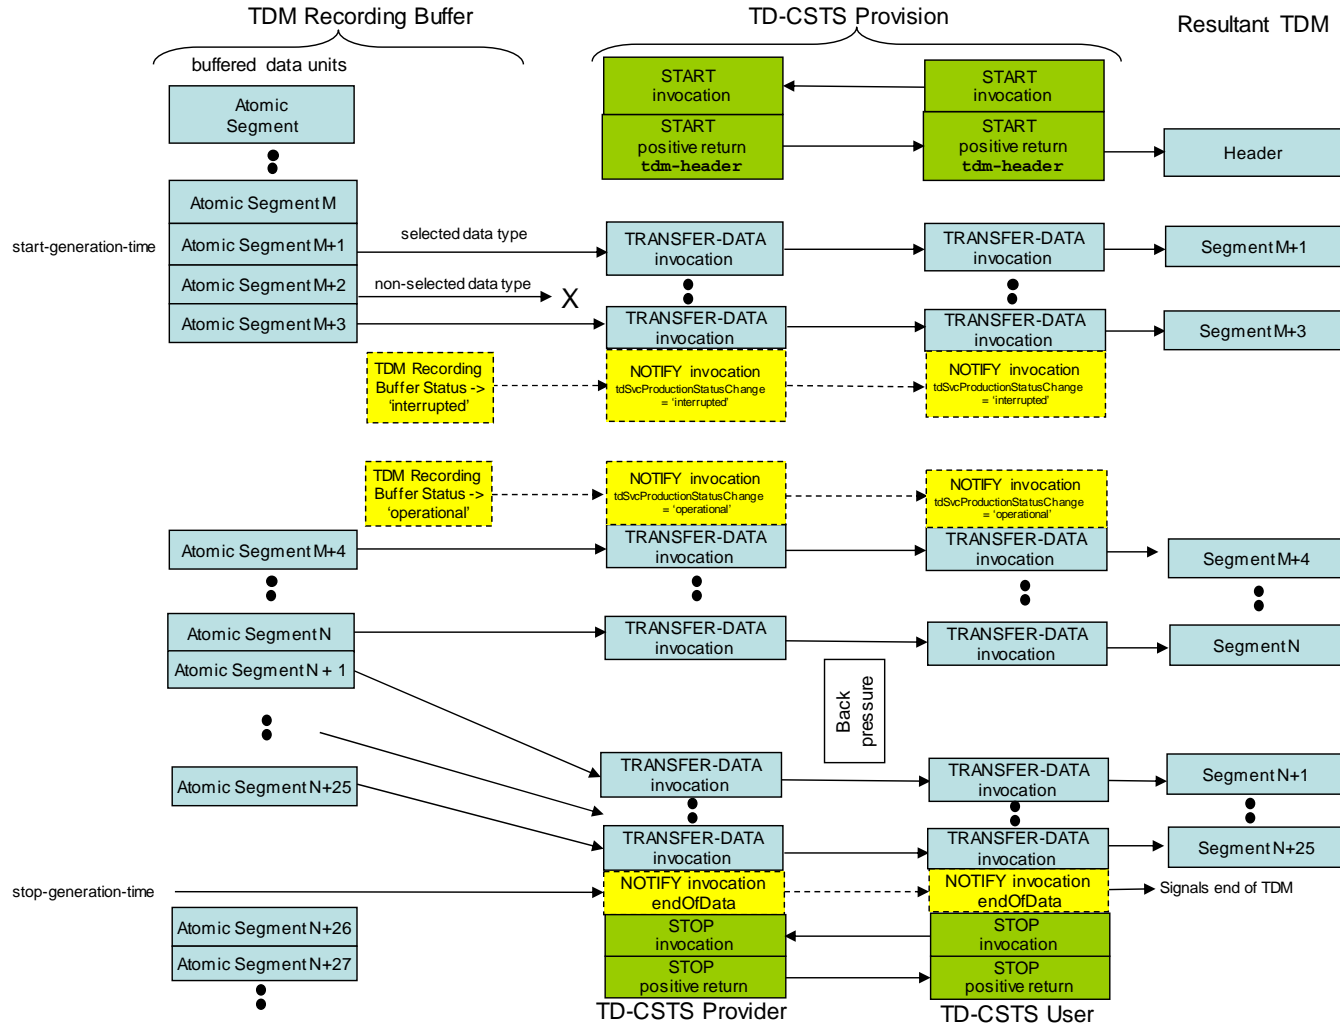 TDM Recording Buffer
TD-CSTS Provision
Resultant TDM
buffered data units
Atomic
Segment
START
invocation
START
invocation
START
positive return
tdm-header
START
positive return
tdm-header
Header
Atomic Segment M
start-generation-time
Atomic Segment M+1
selected data type
TRANSFER-DATA
invocation
TRANSFER-DATA
invocation
Segment M+1
Atomic Segment M+2
non-selected data type
X
Atomic Segment M+3
TRANSFER-DATA
invocation
TRANSFER-DATA
invocation
Segment M+3
TDM Recording
Buffer Status ->
'interrupted'
NOTIFY invocation
tdSvcProductionStatusChange
= 'interrupted'
NOTIFY invocation
tdSvcProductionStatusChange
= 'interrupted'
TDM Recording
Buffer Status ->
'operational'
NOTIFY invocation
tdSvcProductionStatusChange
= 'operational'
NOTIFY invocation
tdSvcProductionStatusChange
= 'operational'
Atomic Segment M+4
TRANSFER-DATA
invocation
TRANSFER-DATA
invocation
Segment M+4
Atomic Segment N
TRANSFER-DATA
invocation
TRANSFER-DATA
invocation
Segment N
Atomic Segment N + 1
Back
pressure
TRANSFER-DATA
invocation
TRANSFER-DATA
invocation
Segment N+1
Atomic Segment N+25
TRANSFER-DATA
invocation
TRANSFER-DATA
invocation
Segment N+25
stop-generation-time
NOTIFY invocation
endOfData
NOTIFY invocation
endOfData
Signals end of TDM
Atomic Segment N+26
STOP
invocation
STOP
invocation
Atomic Segment N+27
STOP
positive return
STOP
positive return
TD-CSTS Provider
TD-CSTS User